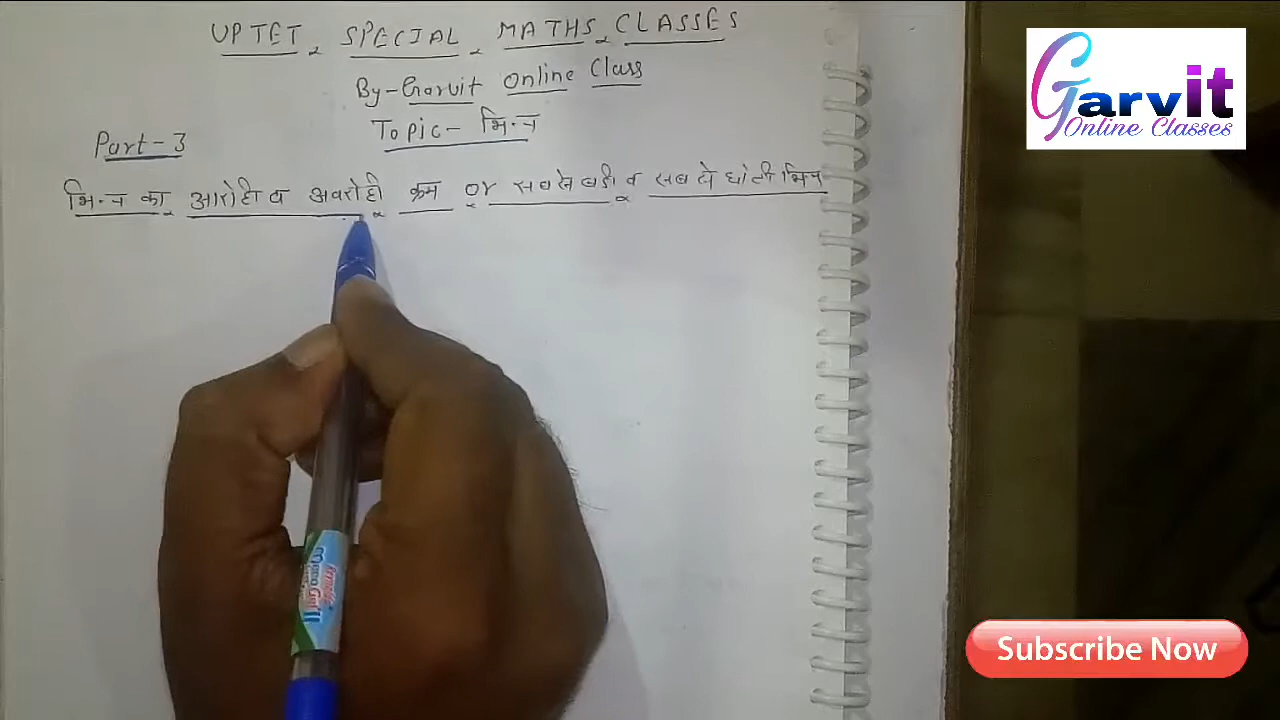 UPTET SPECIAL MATHS CLASSES
By-Garvit Online Class
Topic- भिन्न
Part-3
भिन्न का आरोही व अवरोही क्रम or सबसे बडी व सबसे छोटी भिन्न
Garvit
Online Classes
Subscribe Now